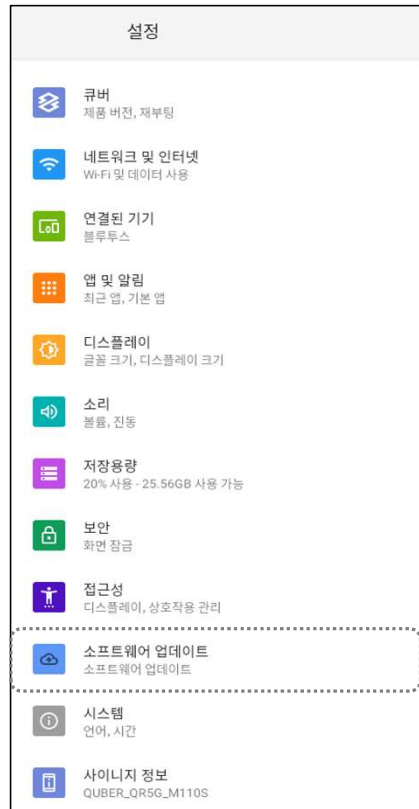 설정
큐버
제품 버전, 재부팅
네트워크 및 인터넷
Wi-Fi 및 데이터 사용
연결된 기기
블루투스
앱 및 알림
최근 앱, 기본 앱
디스플레이
글꼴 크기, 디스플레이 크기
소리
볼륨, 진동
저장용량
20% 사용 - 25.56GB 사용 가능
보안
화면 잠금
접근성
디스플레이, 상호작용 관리
소프트웨어 업데이트
소프트웨어 업데이트
시스템
언어, 시간
사이니지 정보
QUBER_QR5G_M110S